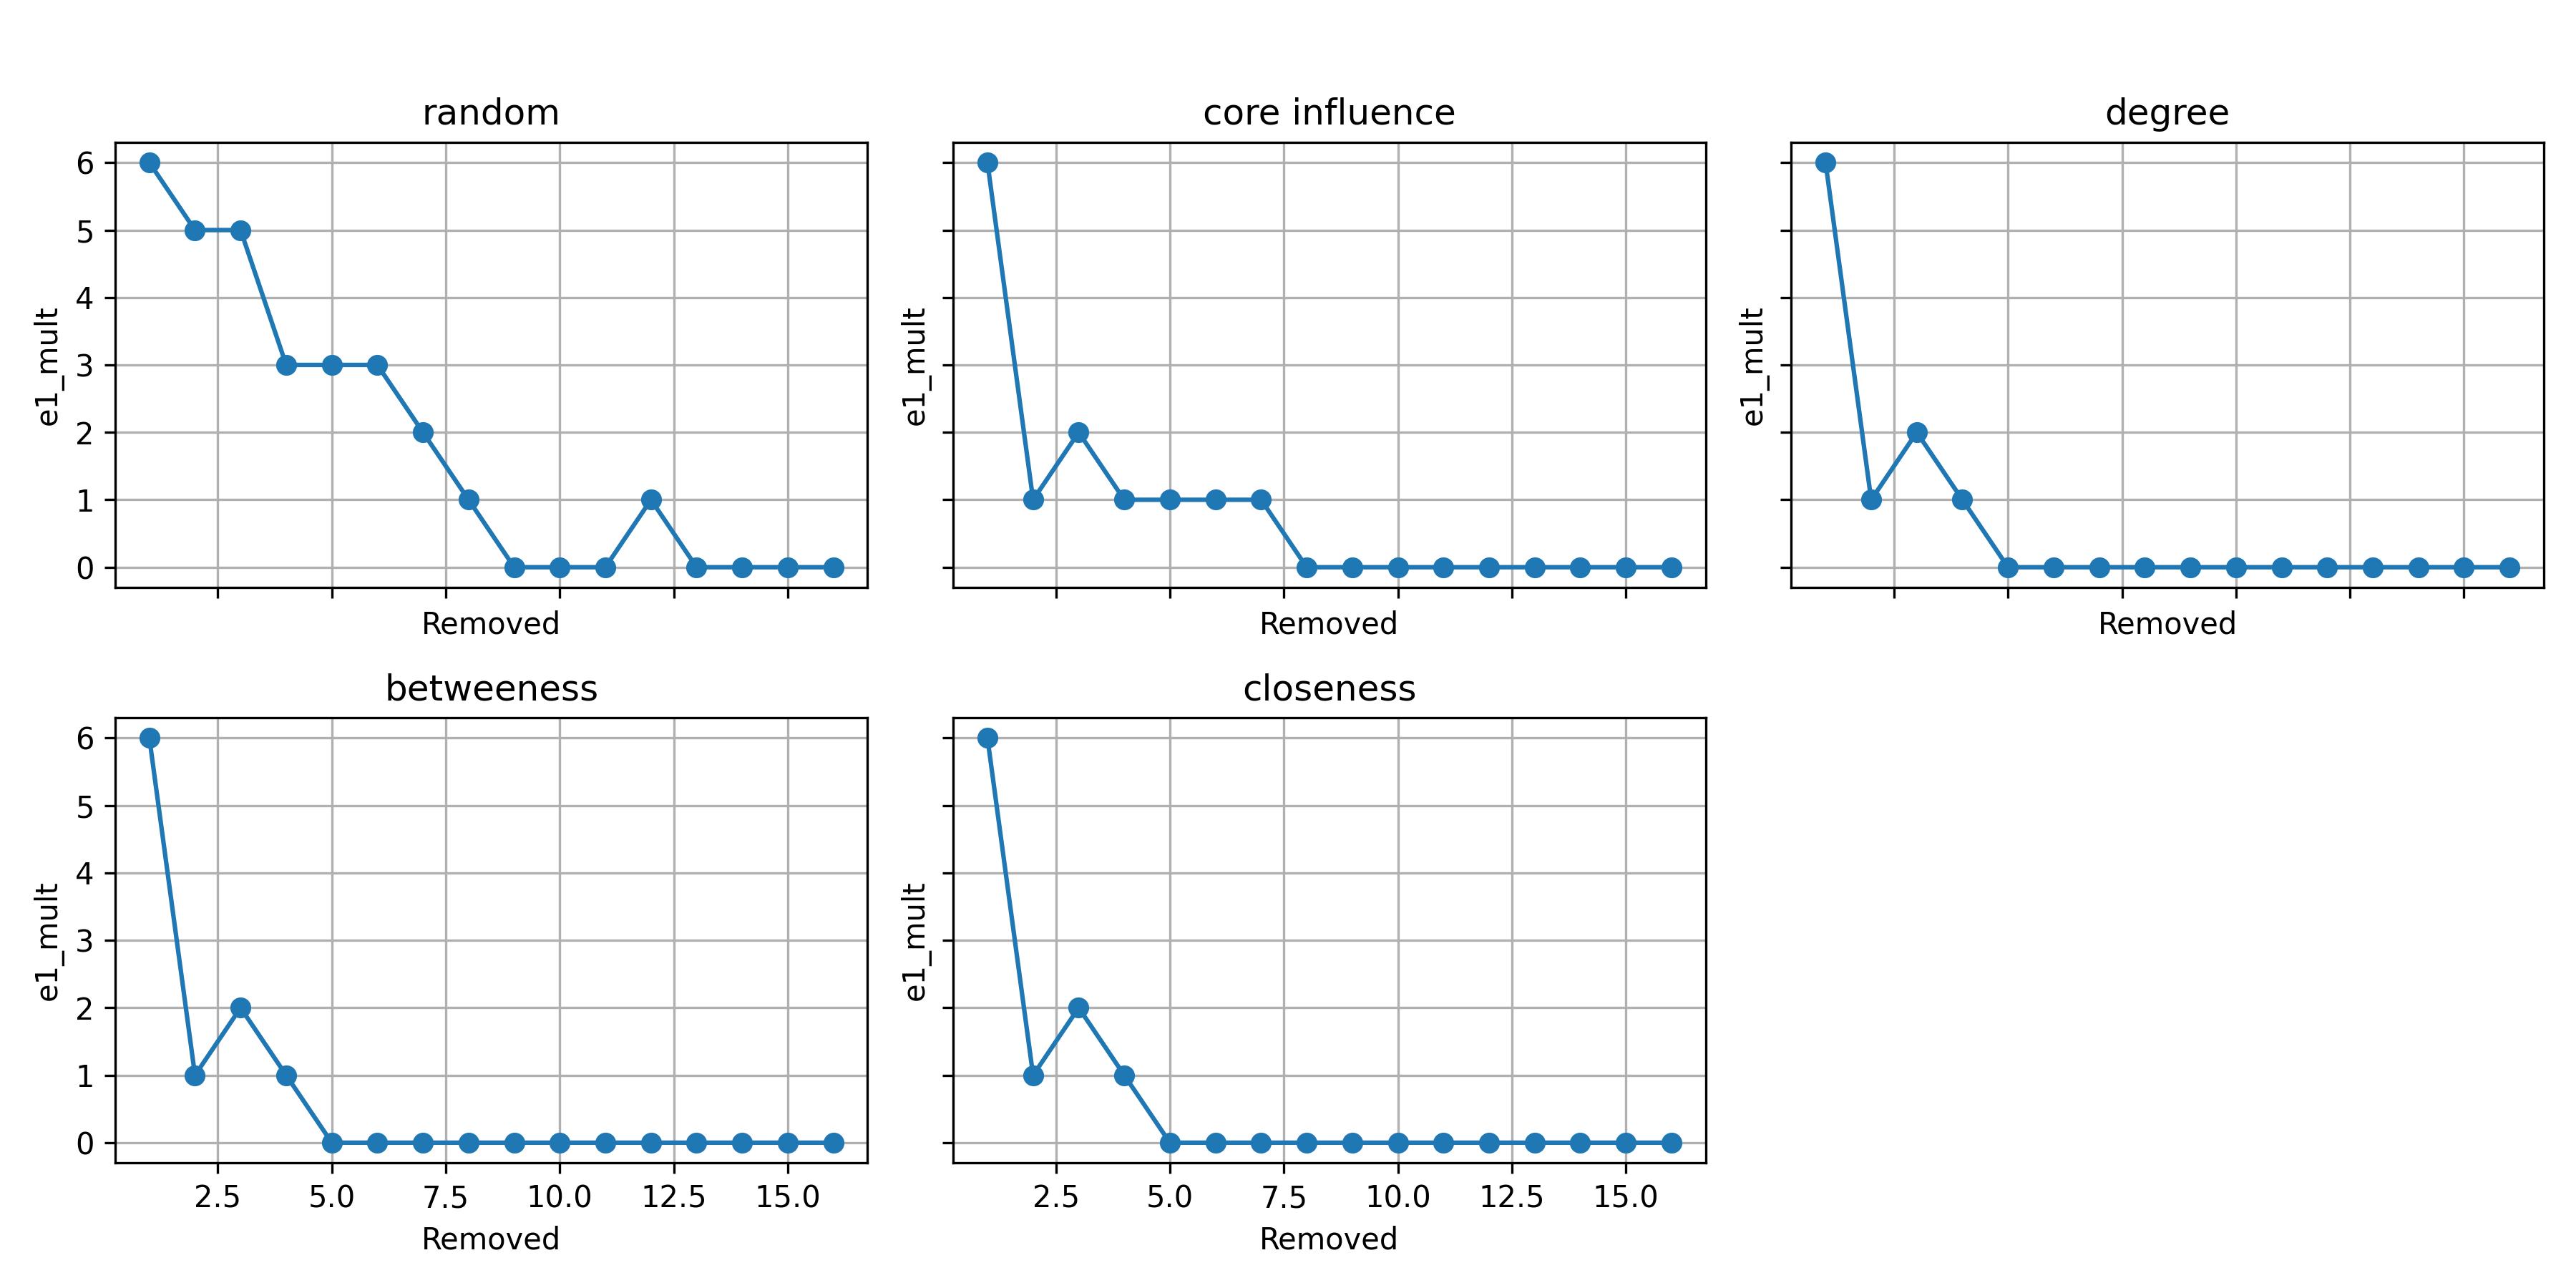 random
core influence
degree
e1_mult
6
5
4
3
2
1
0
Removed
e1_mult
Removed
e1_mult
Removed
betweeness
closeness
e1_mult
6
5
4
3
2
1
0
2.5 5.0 7.5 10.0 12.5 15.0
Removed
e1_mult
2.5 5.0 7.5 10.0 12.5 15.0
Removed